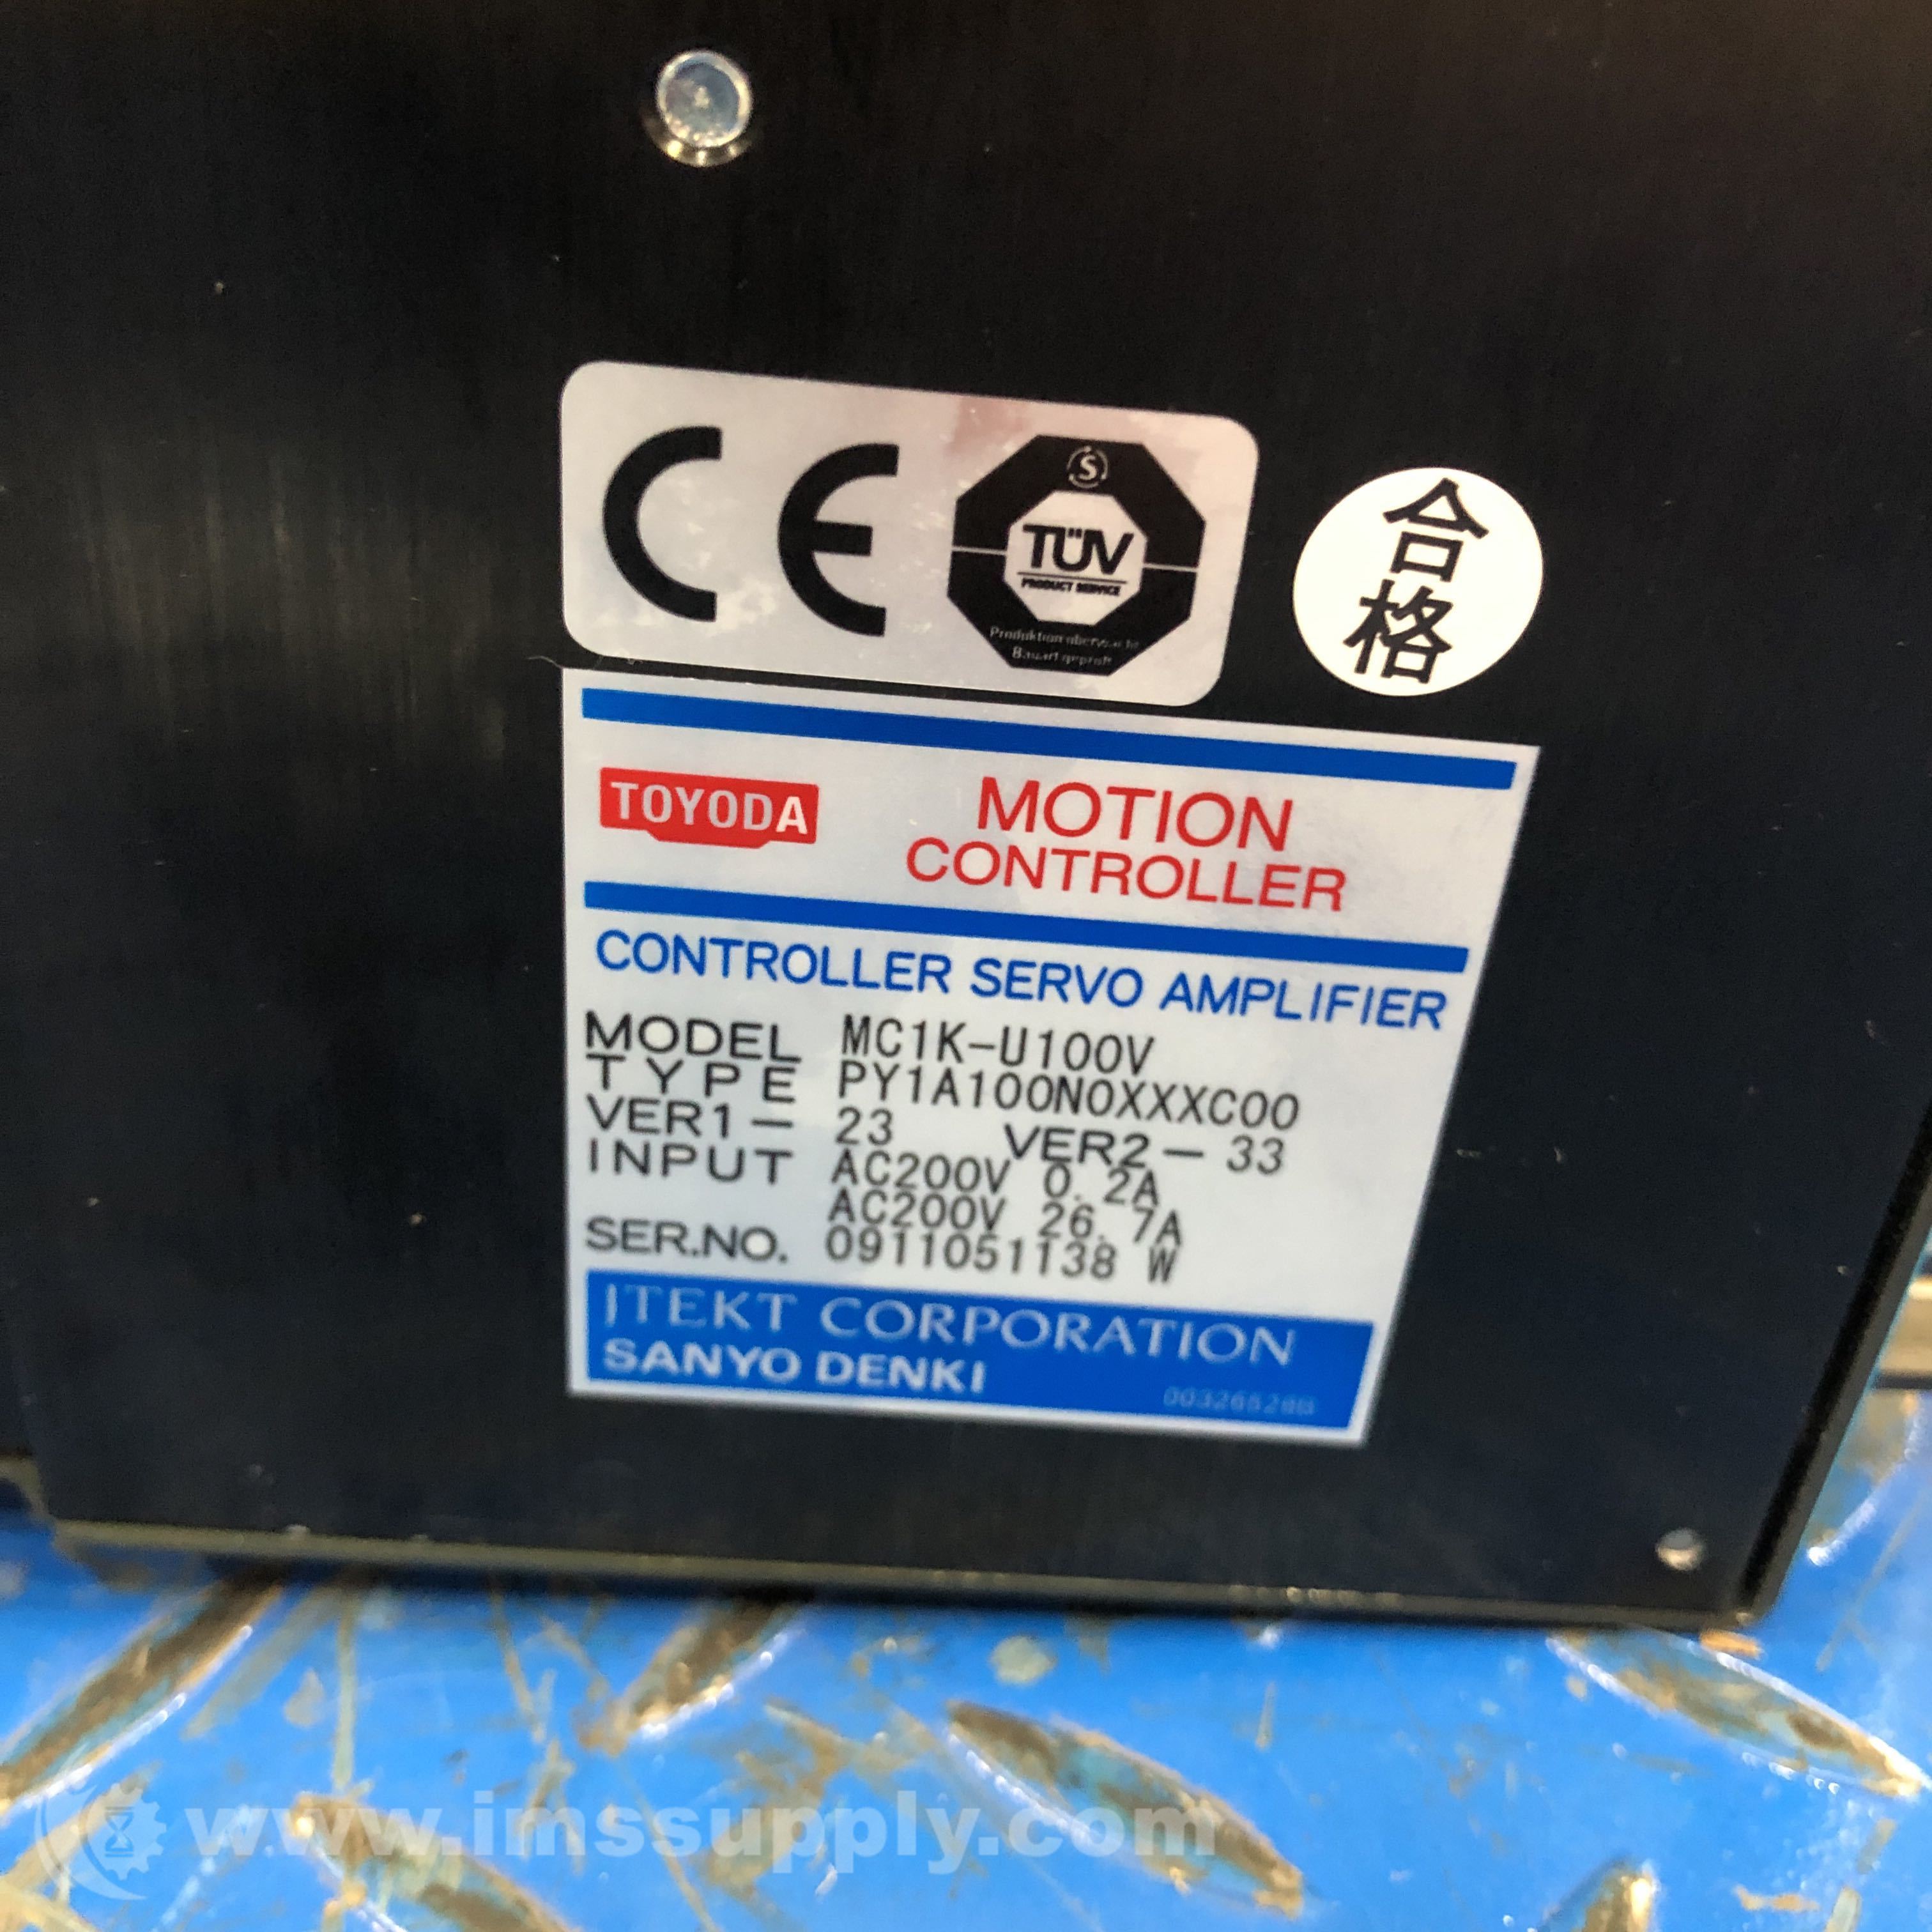 CE
S
TÜV
PRODUCT SERVICE
Bauart geprüft
合格
TOYODA
MOTION
CONTROLLER
CONTROLLER SERVO AMPLIFIER
MODEL MC1K-U100V
TYPE PY1A100N0XXXC00
VER1- 23 VER2- 33
INPUT AC200V 0.2A
AC200V 26.7A
SER.NO. 0911051138 W
JTEKT CORPORATION
SANYO DENKI
www.imssupply.com